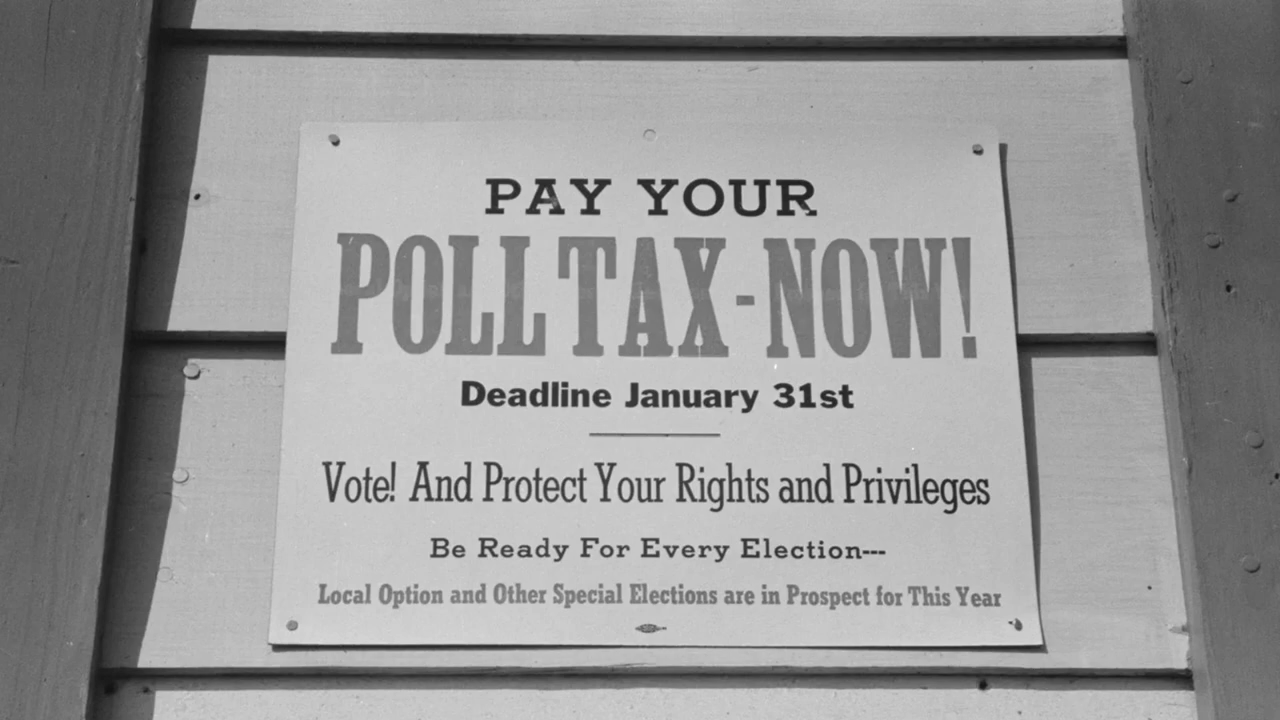 PAY YOUR
POLL TAX-NOW!
Deadline January 31st
Vote! And Protect Your Rights and Privileges
Be Ready For Every Election---
Local Option and Other Special Elections are in Prospect for This Year